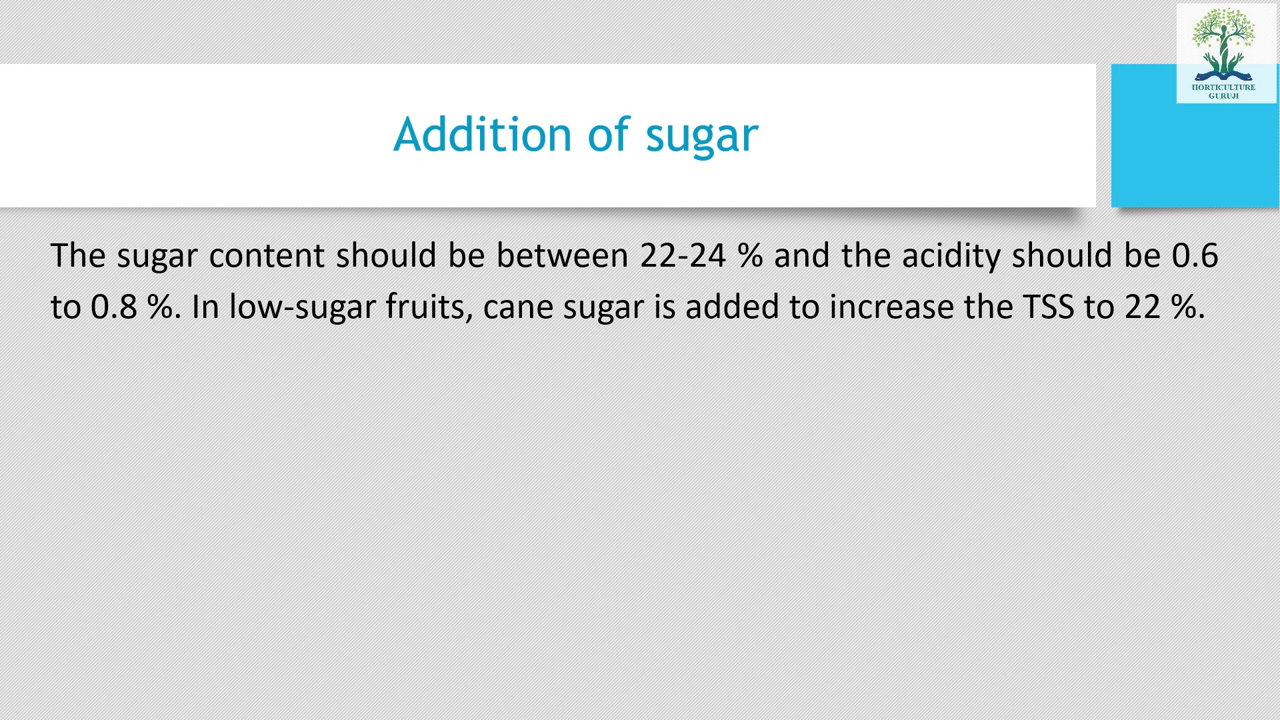 HORTICULTURE
GURUJI
Addition of sugar
The sugar content should be between 22-24 % and the acidity should be 0.6
to 0.8 %. In low-sugar fruits, cane sugar is added to increase the TSS to 22 %.